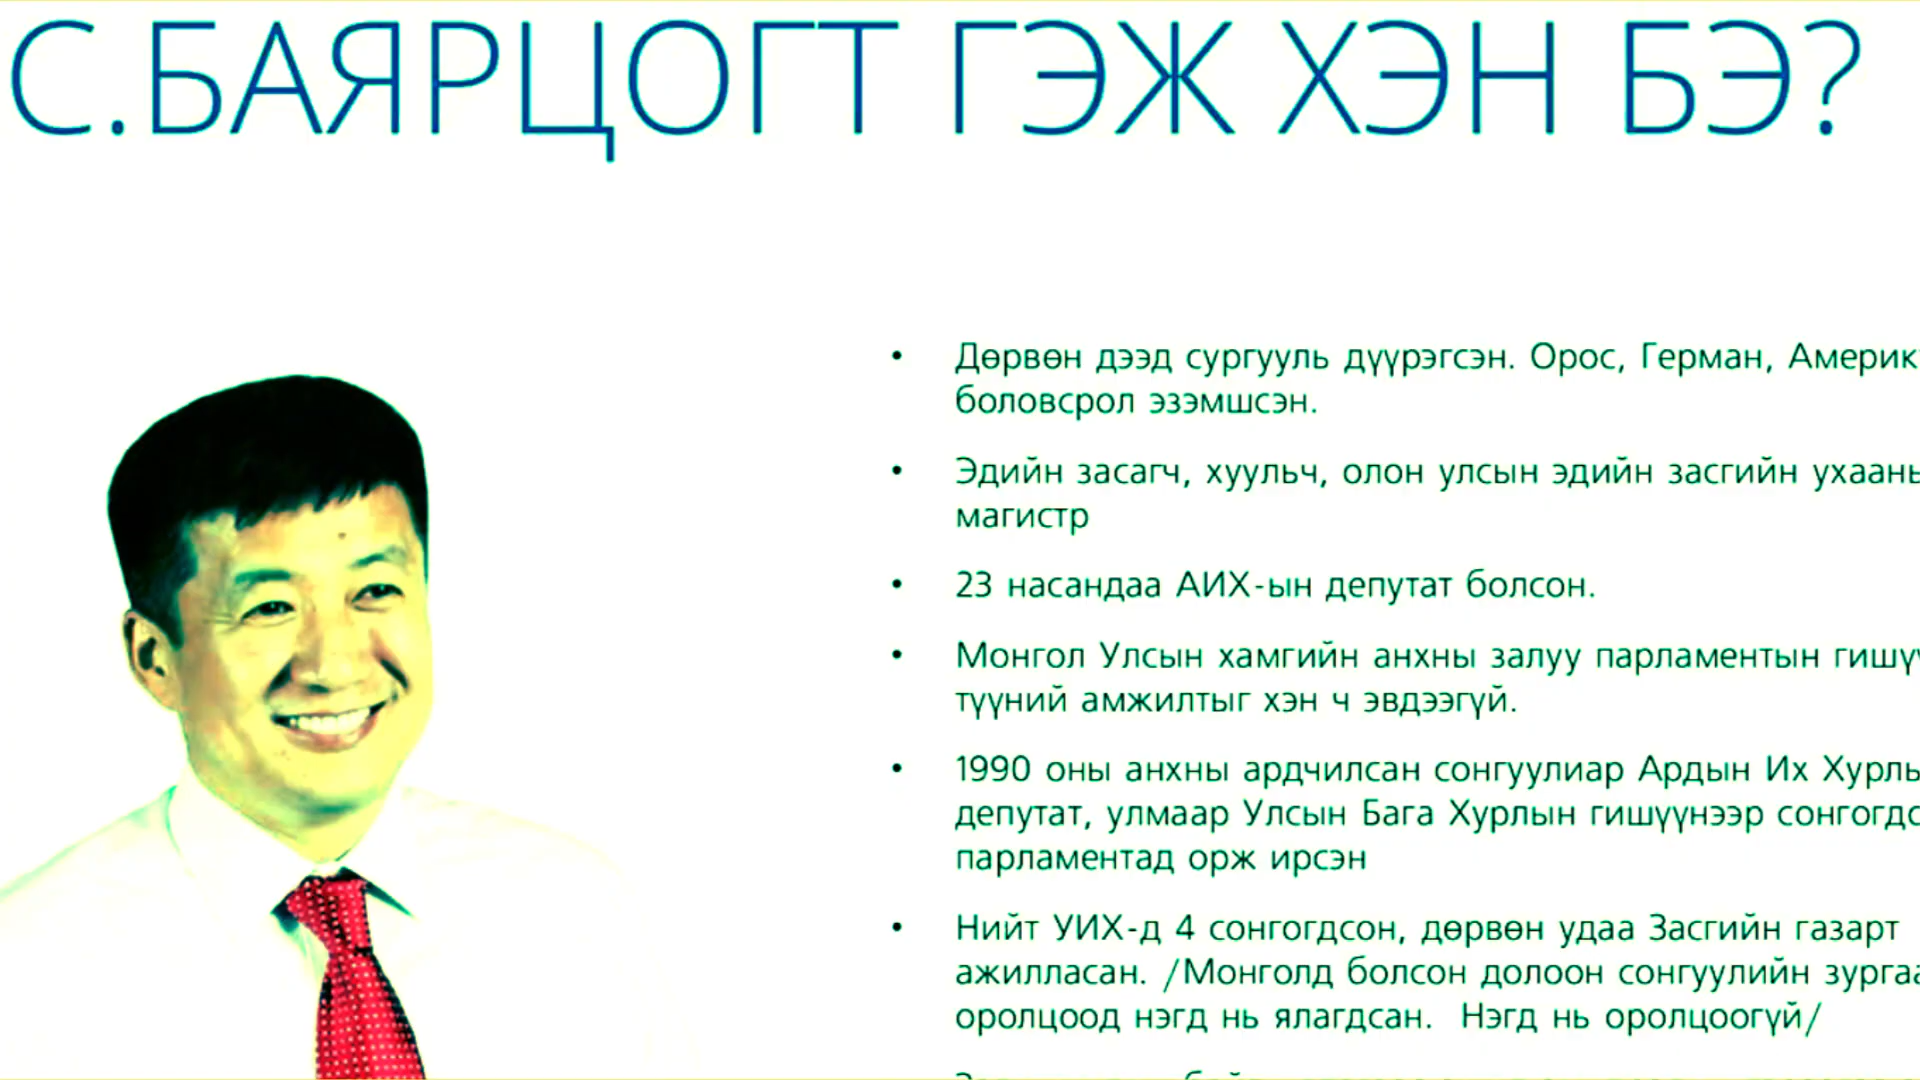 С.БАЯРЦОГТ ГЭЖ ХЭН БЭ?
• Дөрвөн дээд сургууль дүүрэгсэн. Орос, Герман, Америк
боловсрол эзэмшсэн.
• Эдийн засагч, хуульч, олон улсын эдийн засгийн ухааны
магистр
• 23 насандаа АИХ-ын депутат болсон.
• Монгол Улсын хамгийн анхны залуу парламентын
түүний амжилтыг хэн ч эвдээгүй.
• 1990 оны анхны ардчилсан сонгуулиар Ардын Их
депутат, улмаар Улсын Бага Хурлын гишүүнээр
парламентад орж ирсэн
• Нийт УИХ-д 4 сонгогдсон, дөрвөн удаа Засгийн газарт
ажилласан. /Монголд болсон долоон сонгуулийн
оролцоод нэгд нь ялагдсан. Нэгд нь оролцоогүй/